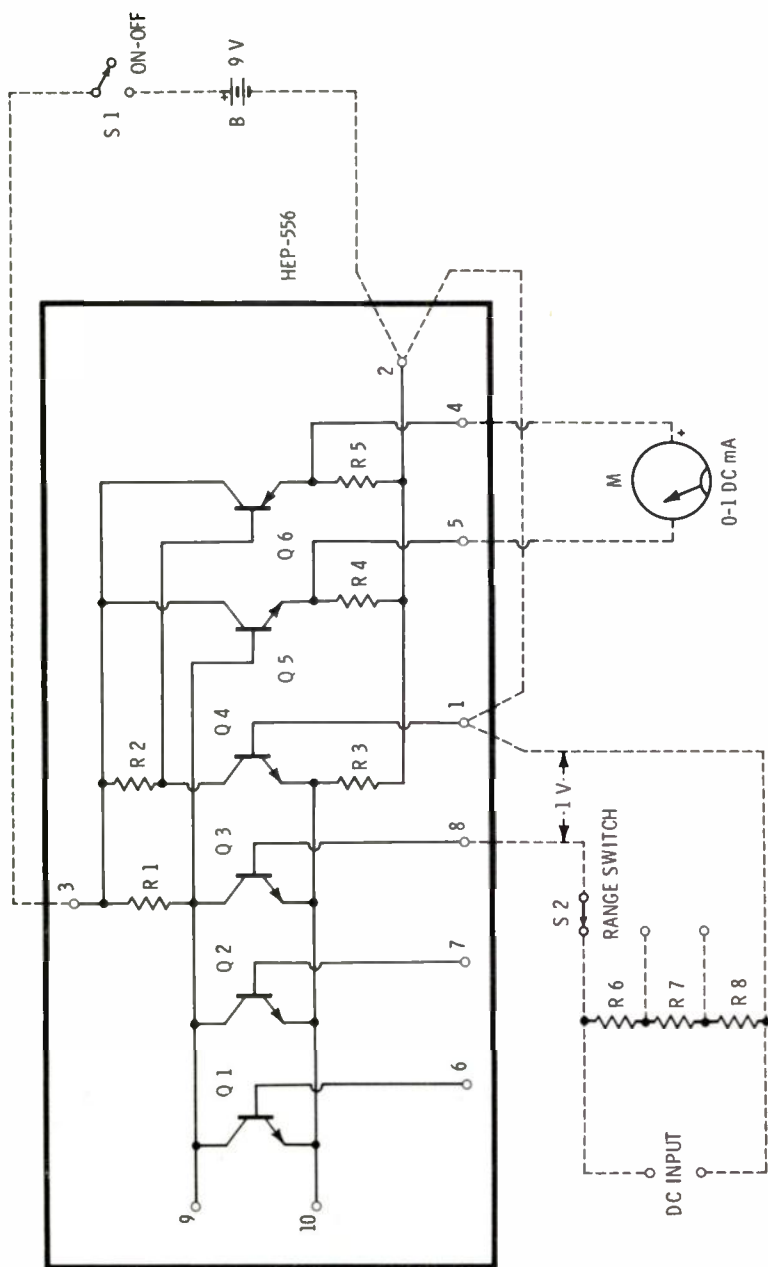 S 1
ON-OFF
+
B
9 V
HEP-556
3
R 1
R 2
2
9
10
Q 1
Q 2
Q 3
Q 4
Q 5
Q 6
R 3
R 4
R 5
6
7
8
1
5
4
1 V
S 2
RANGE SWITCH
M
+
0-1 DC mA
DC INPUT
R 6
R 7
R 8